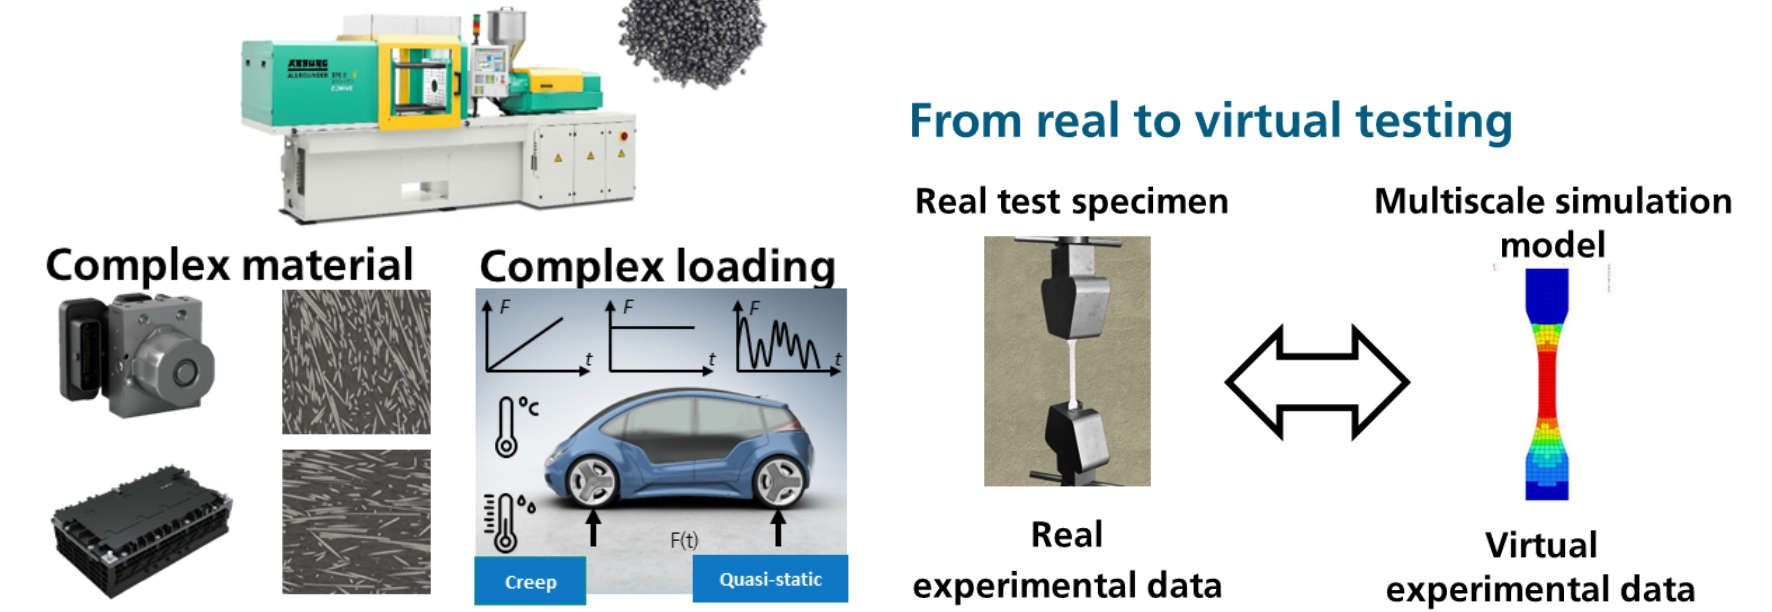 ARBURG
ALLROUNDER
From real to virtual testing
Real test specimen
Multiscale simulation
model
Complex material
Complex loading
F
t
F
t
F
t
°C
F(t)
Creep
Quasi-static
Real
experimental data
Virtual
experimental data